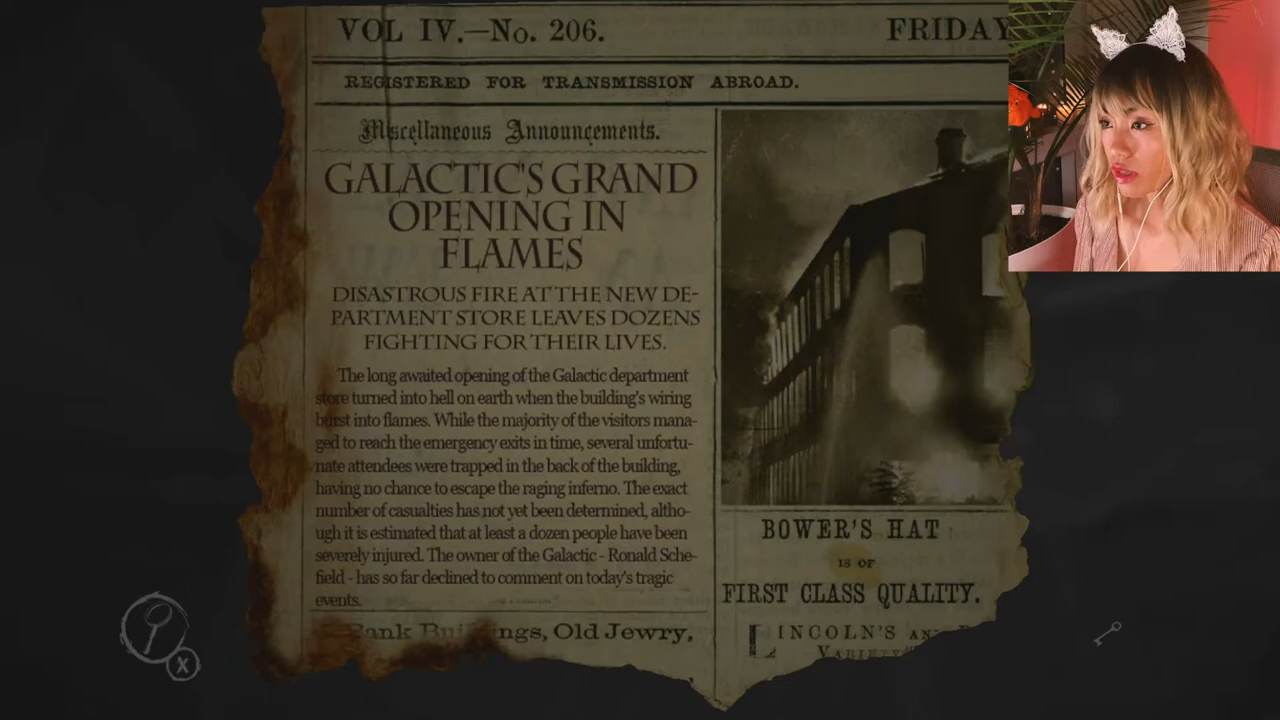 VOL IV.—No. 206.
FRIDAY
REGISTERED FOR TRANSMISSION ABROAD.
Miscellaneous Announcements.
GALACTIC'S GRAND
OPENING IN
FLAMES
DISASTROUS FIRE AT THE NEW DE-
PARTMENT STORE LEAVES DOZENS
FIGHTING FOR THEIR LIVES.
The long awaited opening of the Galactic department
store turned into hell on earth when the building's wiring
burst into flames. While the majority of the visitors mana-
ged to reach the emergency exits in time, several unfortu-
nate attendees were trapped in the back of the building,
having no chance to escape the raging inferno. The exact
number of casualties has not yet been determined, altho-
ugh it is estimated that at least a dozen people have been
severely injured. The owner of the Galactic - Ronald Sche-
field - has so far declined to comment on today's tragic
events.
Bank Buildings, Old Jewry,
BOWER'S HAT
IS OF
FIRST CLASS QUALITY.
LINCOLN'S
X